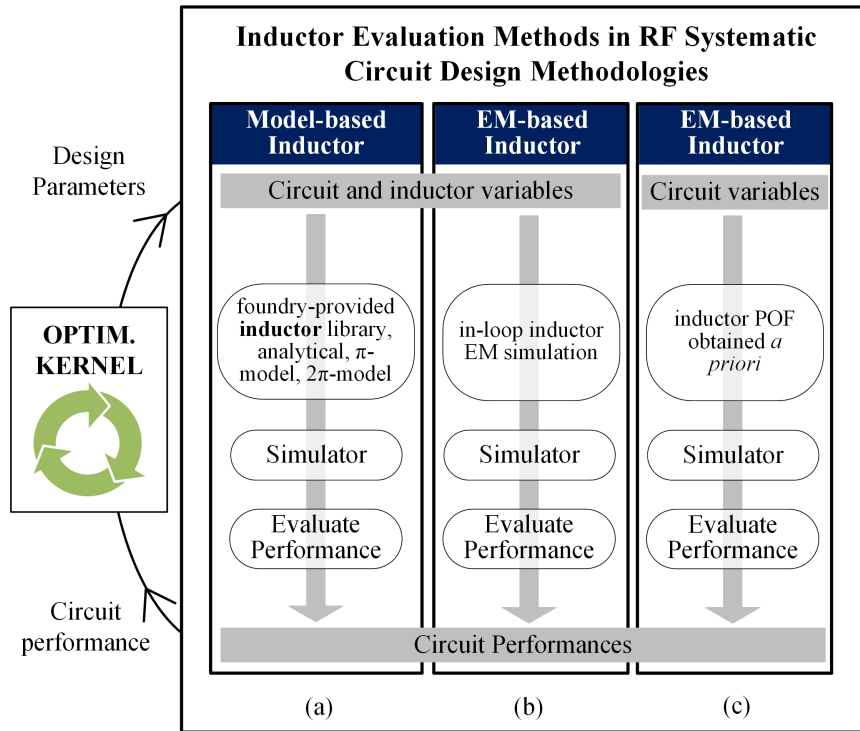 Inductor Evaluation Methods in RF Systematic
Circuit Design Methodologies
Design
Parameters
OPTIM.
KERNEL
Circuit
performance
Model-based
Inductor
EM-based
Inductor
EM-based
Inductor
Circuit and inductor variables
Circuit variables
foundry-provided
inductor library,
analytical, π-
model, 2π-model
in-loop inductor
EM simulation
inductor POF
obtained a
priori
Simulator
Simulator
Simulator
Evaluate
Performance
Evaluate
Performance
Evaluate
Performance
Circuit Performances
(a)
(b)
(c)